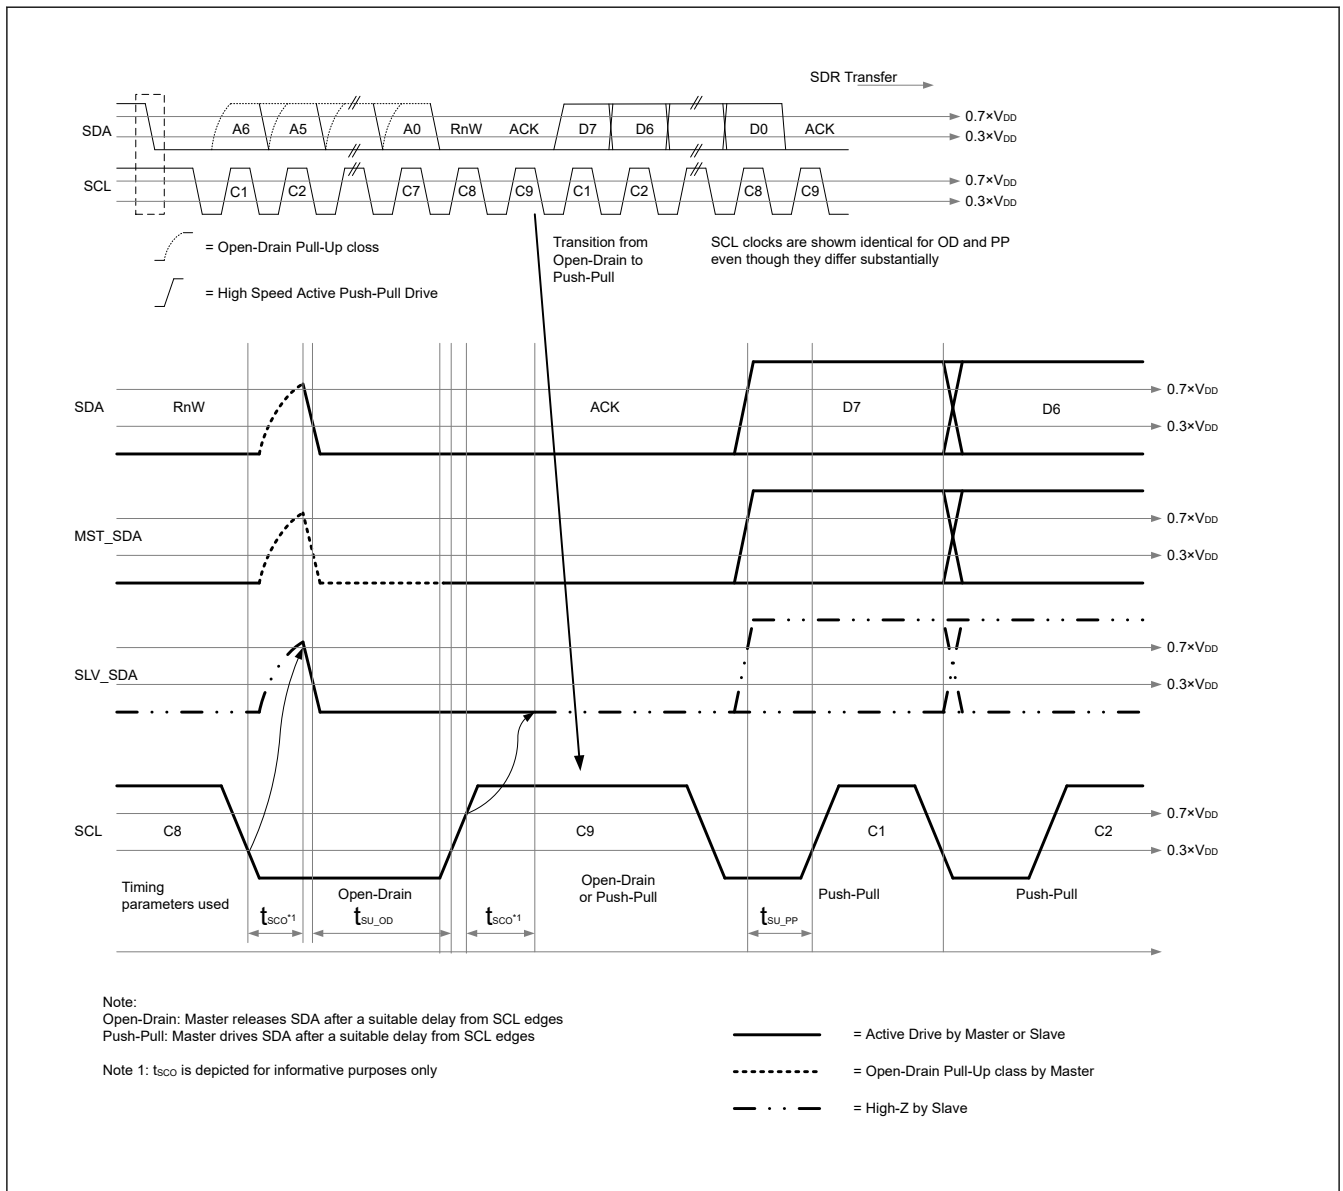 SDR Transfer
SDA A6 A5 A0 RnW ACK D7 D6 D0 ACK 0.7×VDD
0.3×VDD
SCL C1 C2 C7 C8 C9 C1 C2 C8 C9 0.7×VDD
0.3×VDD
= Open-Drain Pull-Up closs
= High Speed Active Push-Pull Drive
Transition from
Open-Drain to
Push-Pull
SCL clocks are showm identical for OD and PP
even though they differ substantially
SDA RnW ACK D7 D6 0.7×VDD
0.3×VDD
MST_SDA 0.7×VDD
0.3×VDD
SLV_SDA 0.7×VDD
0.3×VDD
SCL C8 C9 C1 C2 0.7×VDD
0.3×VDD
Timing
parameters used
Open-Drain
Open-Drain
or Push-Pull
Push-Pull
Push-Pull
tSCO*1 tSU_OD tSCO*1 tSU_PP
Note:
Open-Drain: Master releases SDA after a suitable delay from SCL edges
Push-Pull: Master drives SDA after a suitable delay from SCL edges
Note 1: tSCO is depicted for informative purposes only
= Active Drive by Master or Slave
= Open-Drain Pull-Up class by Master
= High-Z by Slave